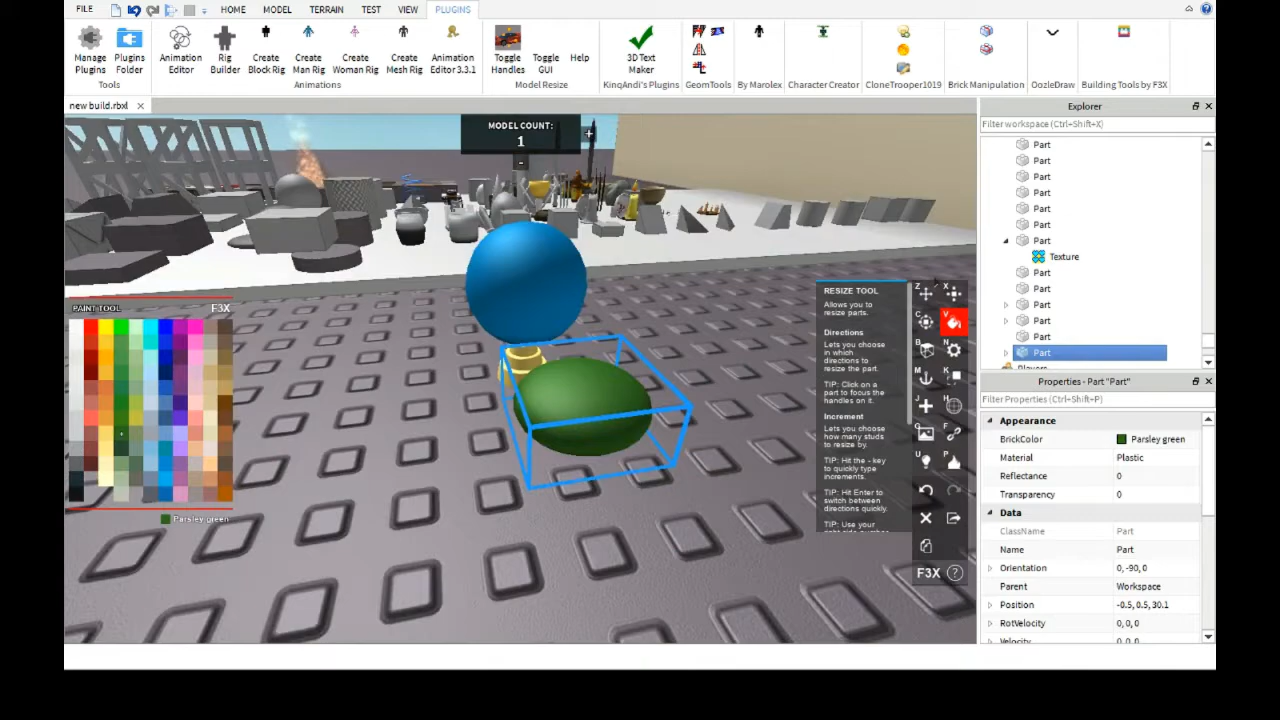 FILE HOME MODEL TERRAIN TEST VIEW PLUGINS
Manage Plugins Animation Rig Create Create Create Create Animation Toggle Toggle Help 3D Text
Plugins Folder Editor Builder Block Rig Man Rig Woman Rig Mesh Rig Editor 3.3.1 Handles GUI Maker
Tools Animations Model Resize KinqAndi's Plugins GeomTools By Marolex Character Creator CloneTrooper1019 Brick Manipulation OozleDraw Building Tools by F3X
new build.rbxl
MODEL COUNT:
1
+
-
PAINT TOOL F3X
Parsley green
RESIZE TOOL
Allows you to
resize parts.
Directions
Lets you choose
in which
directions to
resize the part.
TIP: Click on a
part to focus the
handles on it.
Increment
Lets you choose
how many studs
to resize by.
TIP: Hit the - key
to quickly type
increments.
TIP: Hit Enter to
switch between
directions quickly.
TIP: Use your
Z X
C V
B N
M K
J H
G F
U P
F3X ?
Explorer
Filter workspace (Ctrl+Shift+X)
Part
Part
Part
Part
Part
Part
Part
Texture
Part
Part
Part
Part
Part
Part
Players
Properties - Part "Part"
Filter Properties (Ctrl+Shift+P)
Appearance
BrickColor Parsley green
Material Plastic
Reflectance 0
Transparency 0
Data
ClassName Part
Name Part
Orientation 0, -90, 0
Parent Workspace
Position -0.5, 0.5, 30.1
RotVelocity 0, 0, 0
Velocity 0, 0, 0